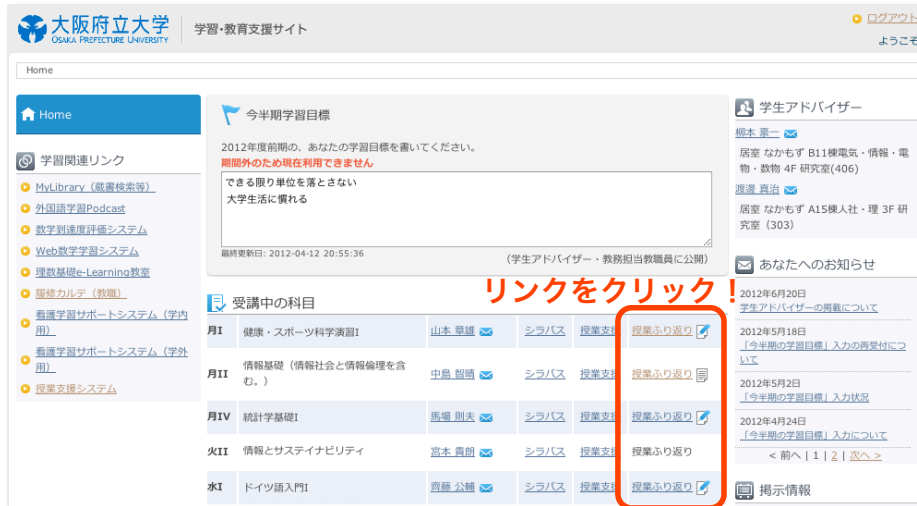 大阪府立大学
OSAKA PREFECTURE UNIVERSITY
学習・教育支援サイト
ログアウト
ようこそ
Home
Home
学習関連リンク
MyLibrary（蔵書検索等）
外国語学習Podcast
数学到達度評価システム
Web数学学習システム
理数基礎e-Learning教室
履修カルテ（教職）
看護学習サポートシステム（学内
用）
看護学習サポートシステム（学外
用）
授業支援システム
今半期学習目標
2012年度前期の、あなたの学習目標を書いてください。
期間外のため現在利用できません
できる限り単位を落とさない
大学生活に慣れる
最終更新日: 2012-04-12 20:55:36
（学生アドバイザー・教務担当教職員に公開）
リンクをクリック！
受講中の科目
月I 健康・スポーツ科学演習I 山本 章雄 シラバス 授業支 授業ふり返り
月II 情報基礎（情報社会と情報倫理を含
む。） 中島 智晴 シラバス 授業支 授業ふり返り
月IV 統計学基礎I 馬場 則夫 シラバス 授業支 授業ふり返り
火II 情報とサステイナビリティ 宮本 貴朗 シラバス 授業支 授業ふり返り
水I ドイツ語入門I 齊藤 公輔 シラバス 授業支 授業ふり返り
学生アドバイザー
柳本 豪一
居室 なかもず B11棟電気・情報・電
物・数物 4F 研究室(406)
渡邊 真治
居室 なかもず A15棟人社・理 3F 研
究室（303）
あなたへのお知らせ
2012年6月20日
学生アドバイザーの掲載について
2012年5月18日
「今半期の学習目標」入力の再受付につ
いて
2012年5月2日
「今半期の学習目標」入力状況
2012年4月24日
「今半期の学習目標」入力について
< 前へ | 1 | 2 | 次へ >
掲示情報